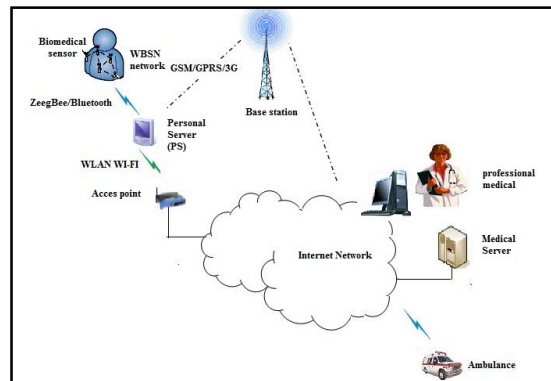 Biomedical
sensor
WBSN
network
GSM/GPRS/3G
ZeegBee/Bluetooth
Base station
Personal
Server
(PS)
WLAN WI-FI
Acces point
professional
medical
Medical
Server
Internet Network
Ambulance